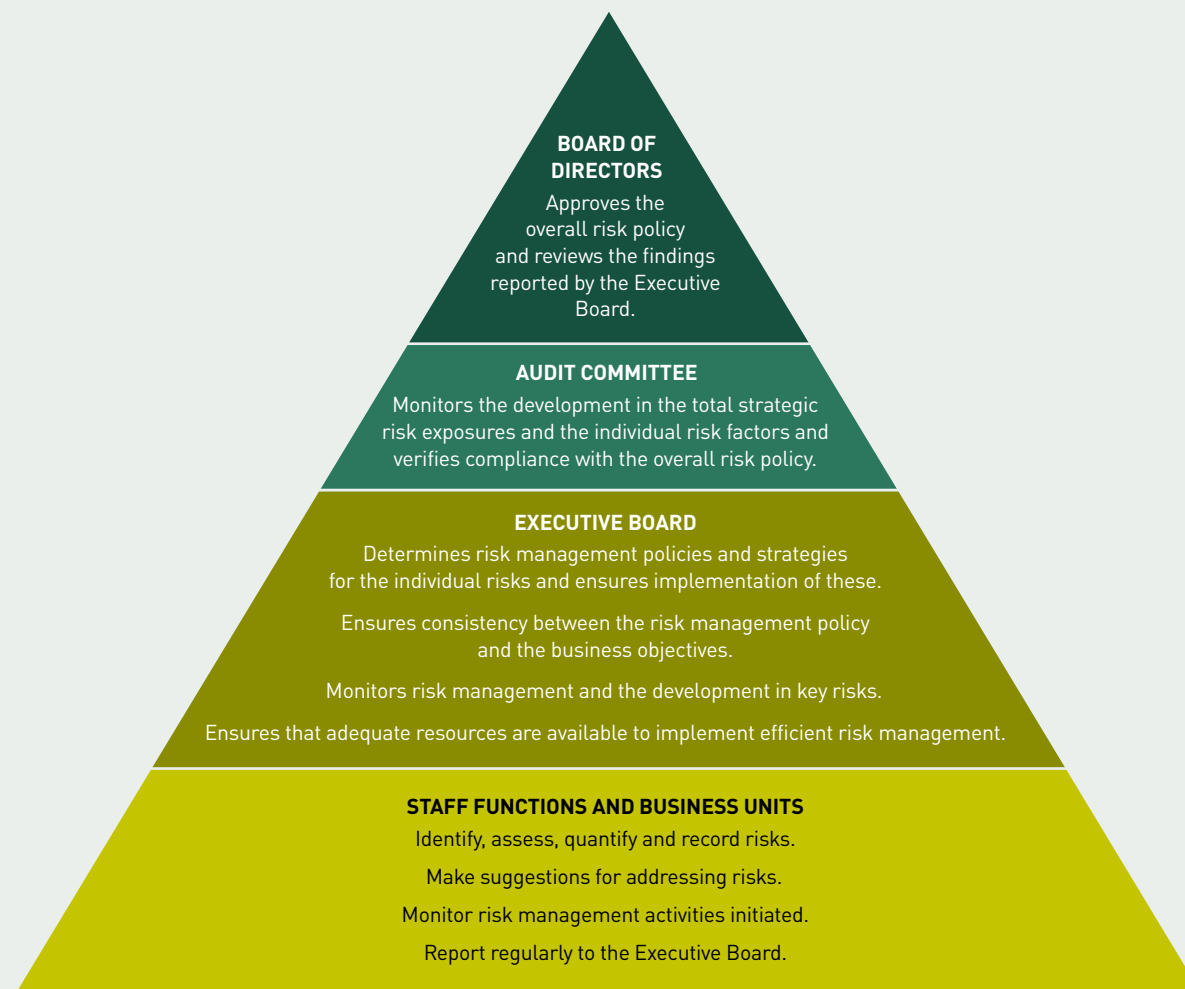 BOARD OF
DIRECTORS
Approves the
overall risk policy
and reviews the findings
reported by the Executive
Board.
AUDIT COMMITTEE
Monitors the development in the total strategic
risk exposures and the individual risk factors and
verifies compliance with the overall risk policy.
EXECUTIVE BOARD
Determines risk management policies and strategies
for the individual risks and ensures implementation of these.
Ensures consistency between the risk management policy
and the business objectives.
Monitors risk management and the development in key risks.
Ensures that adequate resources are available to implement efficient risk management.
STAFF FUNCTIONS AND BUSINESS UNITS
Identify, assess, quantify and record risks.
Make suggestions for addressing risks.
Monitor risk management activities initiated.
Report regularly to the Executive Board.